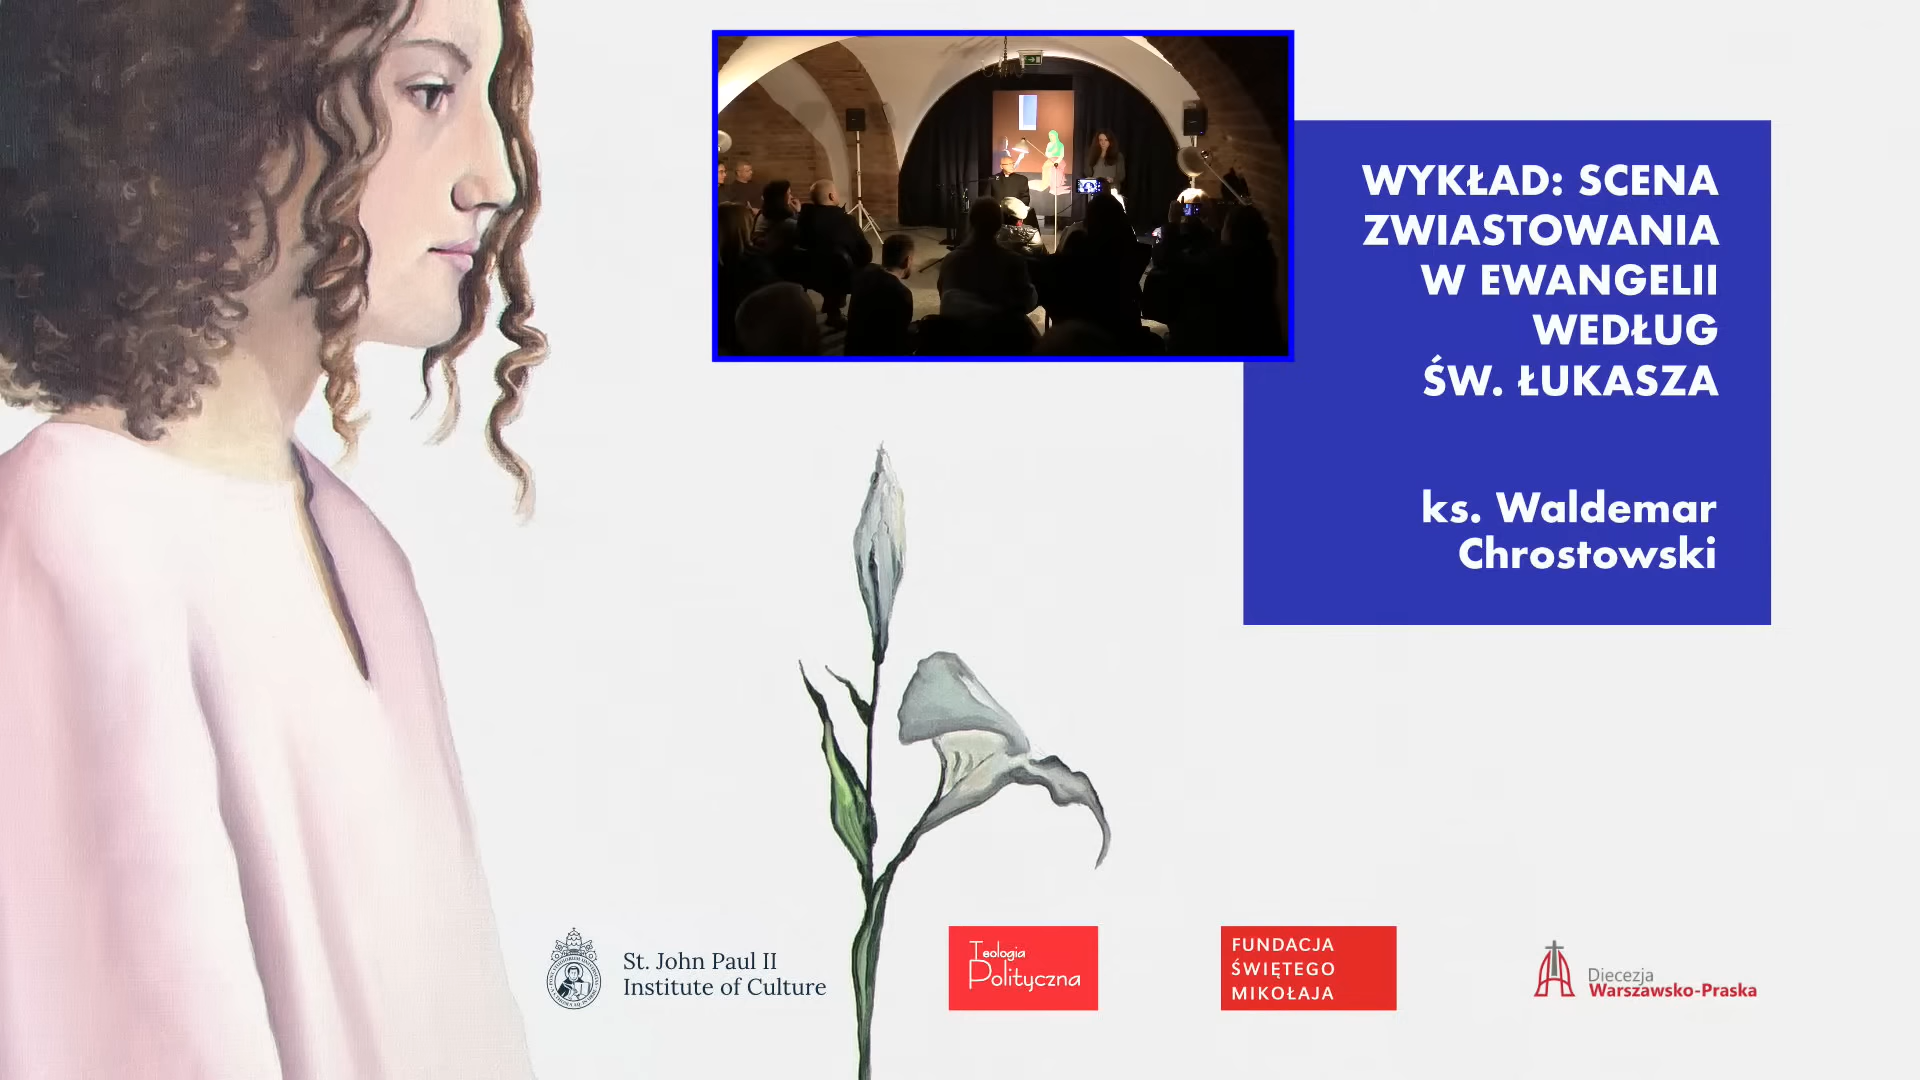 WYKŁAD: SCENA
ZWIASTOWANIA
W EWANGELII
WEDŁUG
ŚW. ŁUKASZA
ks. Waldemar
Chrostowski
St. John Paul II
Institute of Culture
Teologia
Polityczna
FUNDACJA
ŚWIĘTEGO
MIKOŁAJA
Diecezja
Warszawsko-Praska